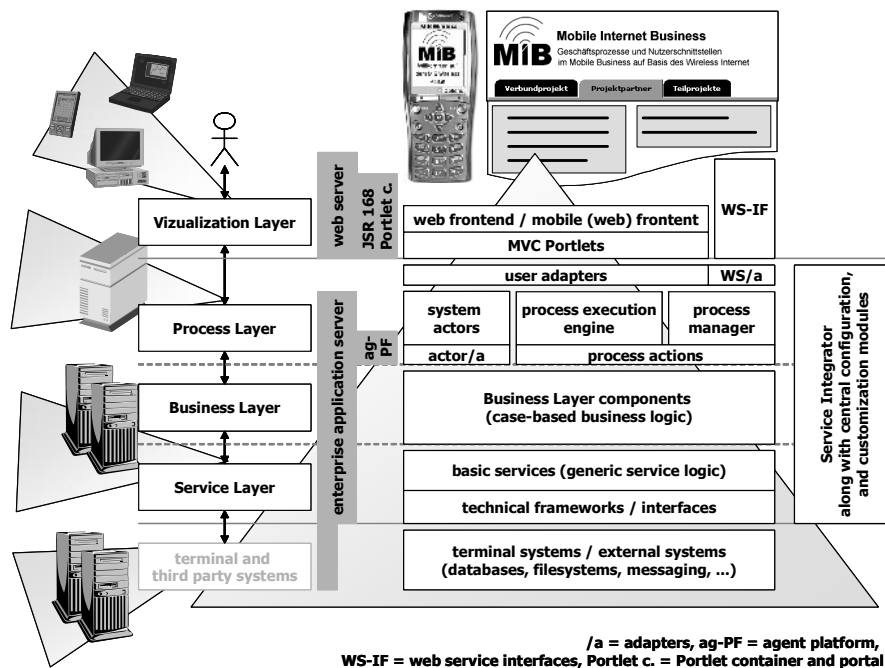 MiB
MiB
Mobile Internet Business
Geschäftsprozesse und Nutzerschnittstellen
im Mobile Business auf Basis des Wireless Internet
Verbundprojekt
Projektpartner
Teilprojekte
Vizualization Layer
web server
JSR 168
Portlet c.
web frontend / mobile (web) frontent
MVC Portlets
WS-IF
user adapters
WS/a
Process Layer
enterprise application server
ag-
PF
system
actors
process execution
engine
process
manager
actor/a
process actions
Service Integrator
along with central configuration,
and customization modules
Business Layer
Business Layer components
(case-based business logic)
Service Layer
basic services (generic service logic)
technical frameworks / interfaces
terminal and
third party systems
terminal systems / external systems
(databases, filesystems, messaging, ...)
/a = adapters, ag-PF = agent platform,
WS-IF = web service interfaces, Portlet c. = Portlet container and portal